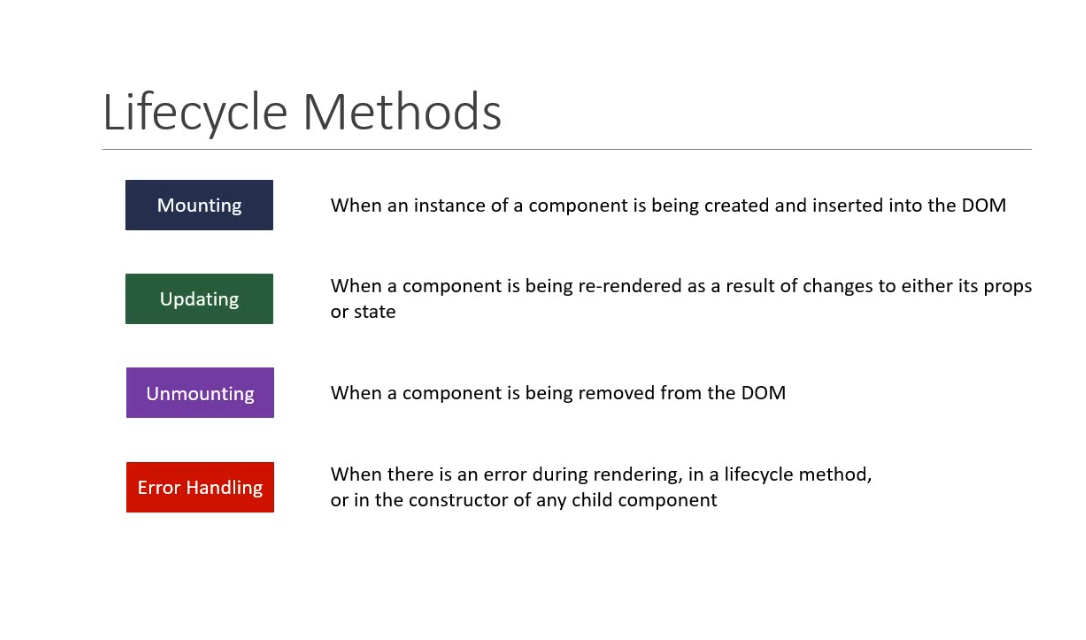 Lifecycle Methods
Mounting
When an instance of a component is being created and inserted into the DOM
Updating
When a component is being re-rendered as a result of changes to either its props
or state
Unmounting
When a component is being removed from the DOM
Error Handling
When there is an error during rendering, in a lifecycle method,
or in the constructor of any child component